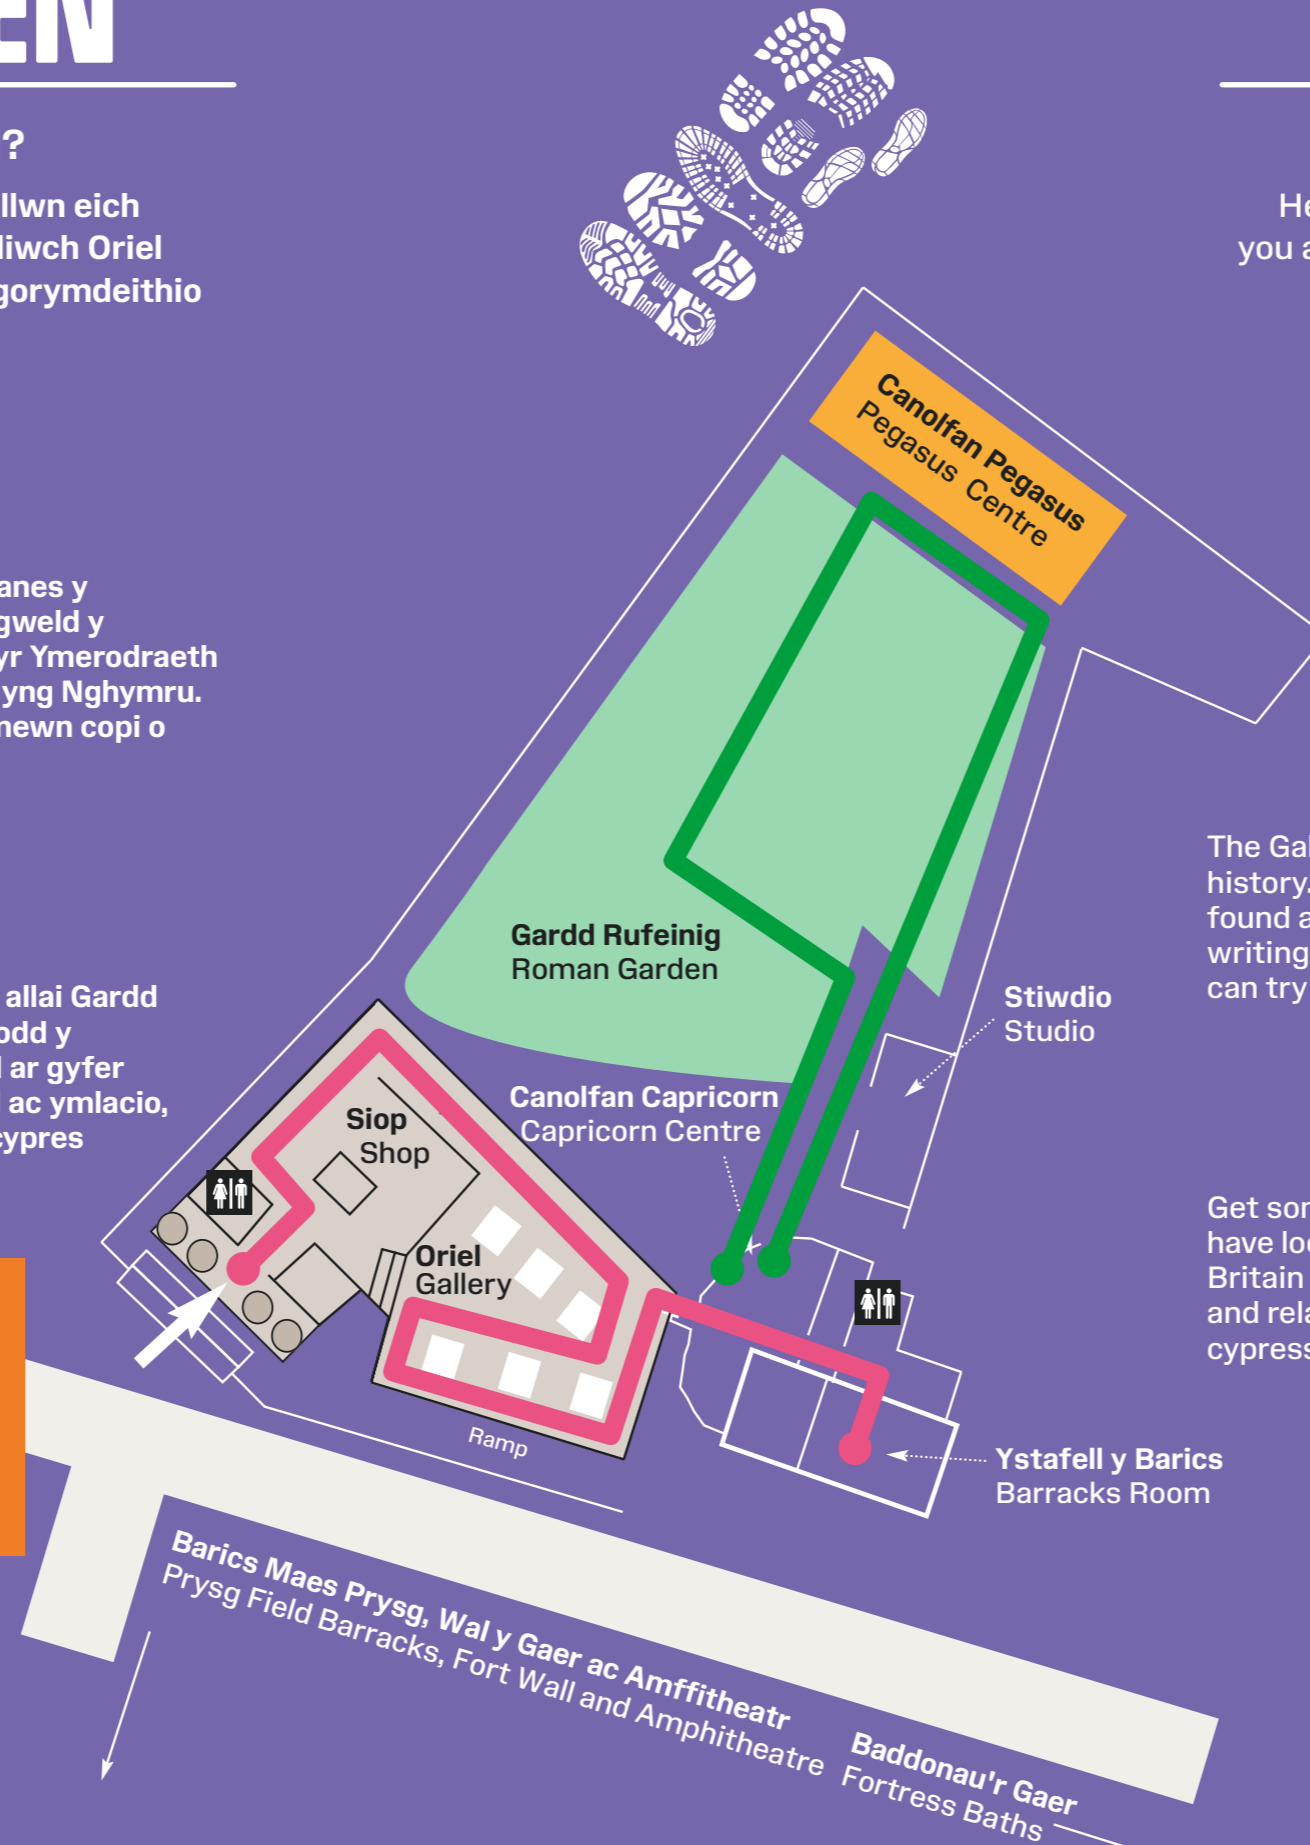 EN
?
llwn eich
liwch Oriel
gorymdeithio
He
you a
Canolfan Pegasus
Pegasus Centre
anes y
gweld y
yr Ymerodraeth
yng Nghymru.
mewn copi o
The Gal
history.
found a
writing
can try
Gardd Rufeinig
Roman Garden
allai Gardd
odd y
l ar gyfer
l ac ymlacio,
cypres
Stiwdio
Studio
Canolfan Capricorn
Capricorn Centre
Siop
Shop
Oriel
Gallery
Get som
have loo
Britain
and rela
cypress
Ramp
Ystafell y Barics
Barracks Room
Barics Maes Prysg, Wal y Gaer ac Amffitheatr
Prysg Field Barracks, Fort Wall and Amphitheatre
Baddonau'r Gaer
Fortress Baths